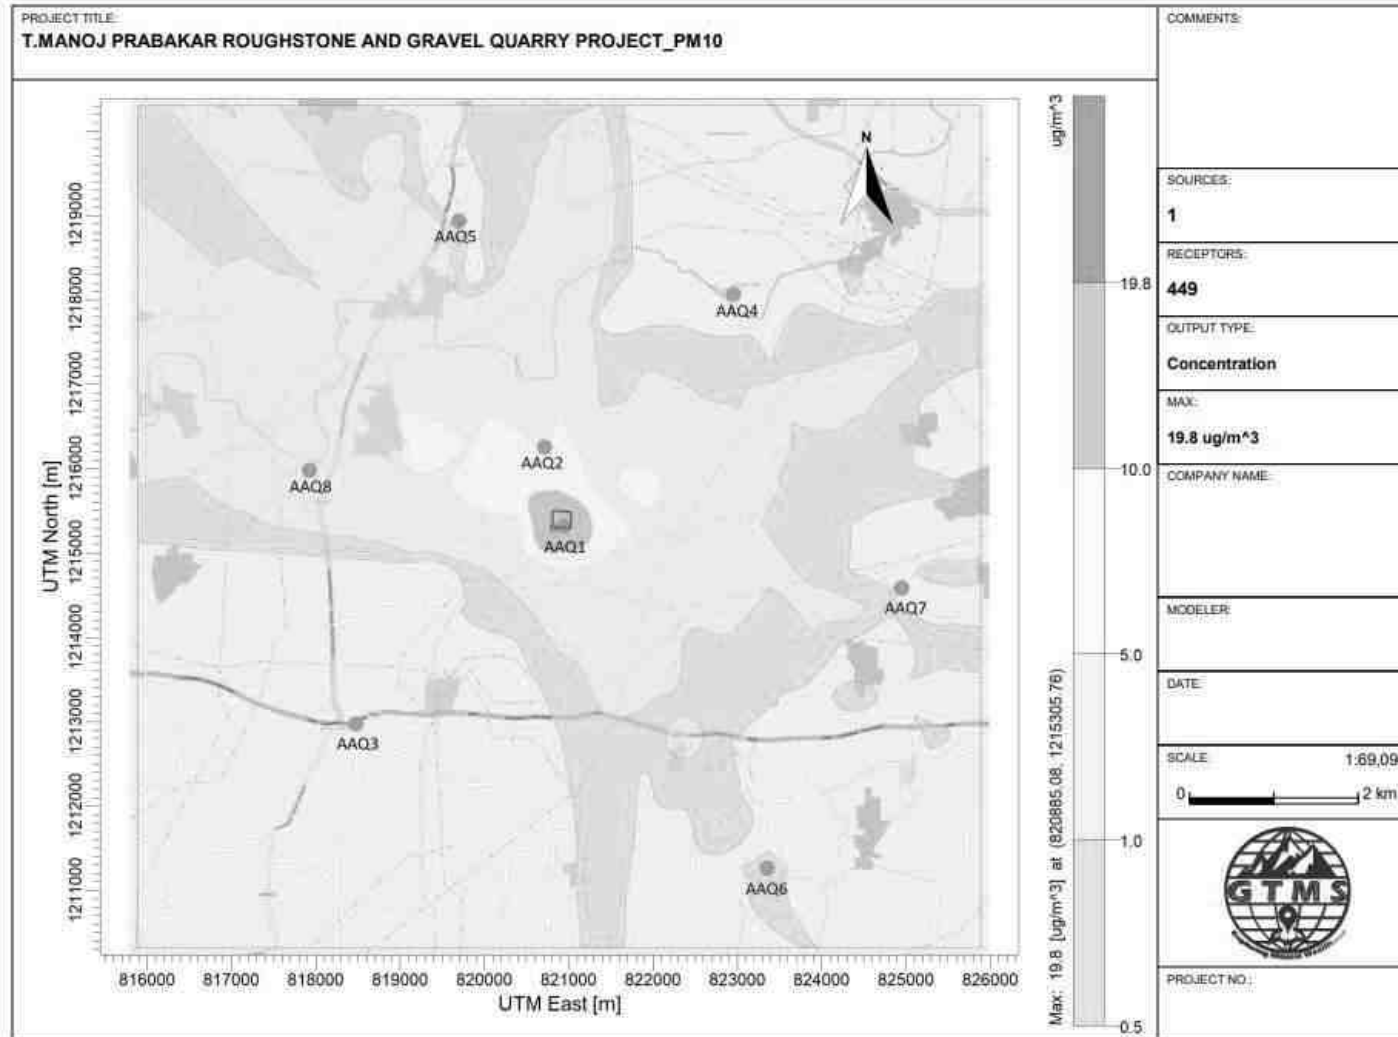 PROJECT TITLE:
T.MANOJ PRABAKAR ROUGHSTONE AND GRAVEL QUARRY PROJECT_PM10
COMMENTS:
SOURCES:
1
RECEPTORS:
449
OUTPUT TYPE:
Concentration
MAX:
19.8 ug/m^3
COMPANY NAME:
MODELER:
DATE:
SCALE:
1:69,09
0
2 km
GTMS
PROJECT NO.:
N
AAQ5
AAQ4
AAQ2
AAQ8
AAQ1
AAQ7
AAQ3
AAQ6
UTM North [m]
1219000
1218000
1217000
1216000
1215000
1214000
1213000
1212000
1211000
816000
817000
818000
819000
820000
821000
822000
823000
824000
825000
826000
UTM East [m]
ug/m^3
19.8
10.0
5.0
1.0
0.5
Max: 19.8 [ug/m^3] at (820885.08, 1215305.76)